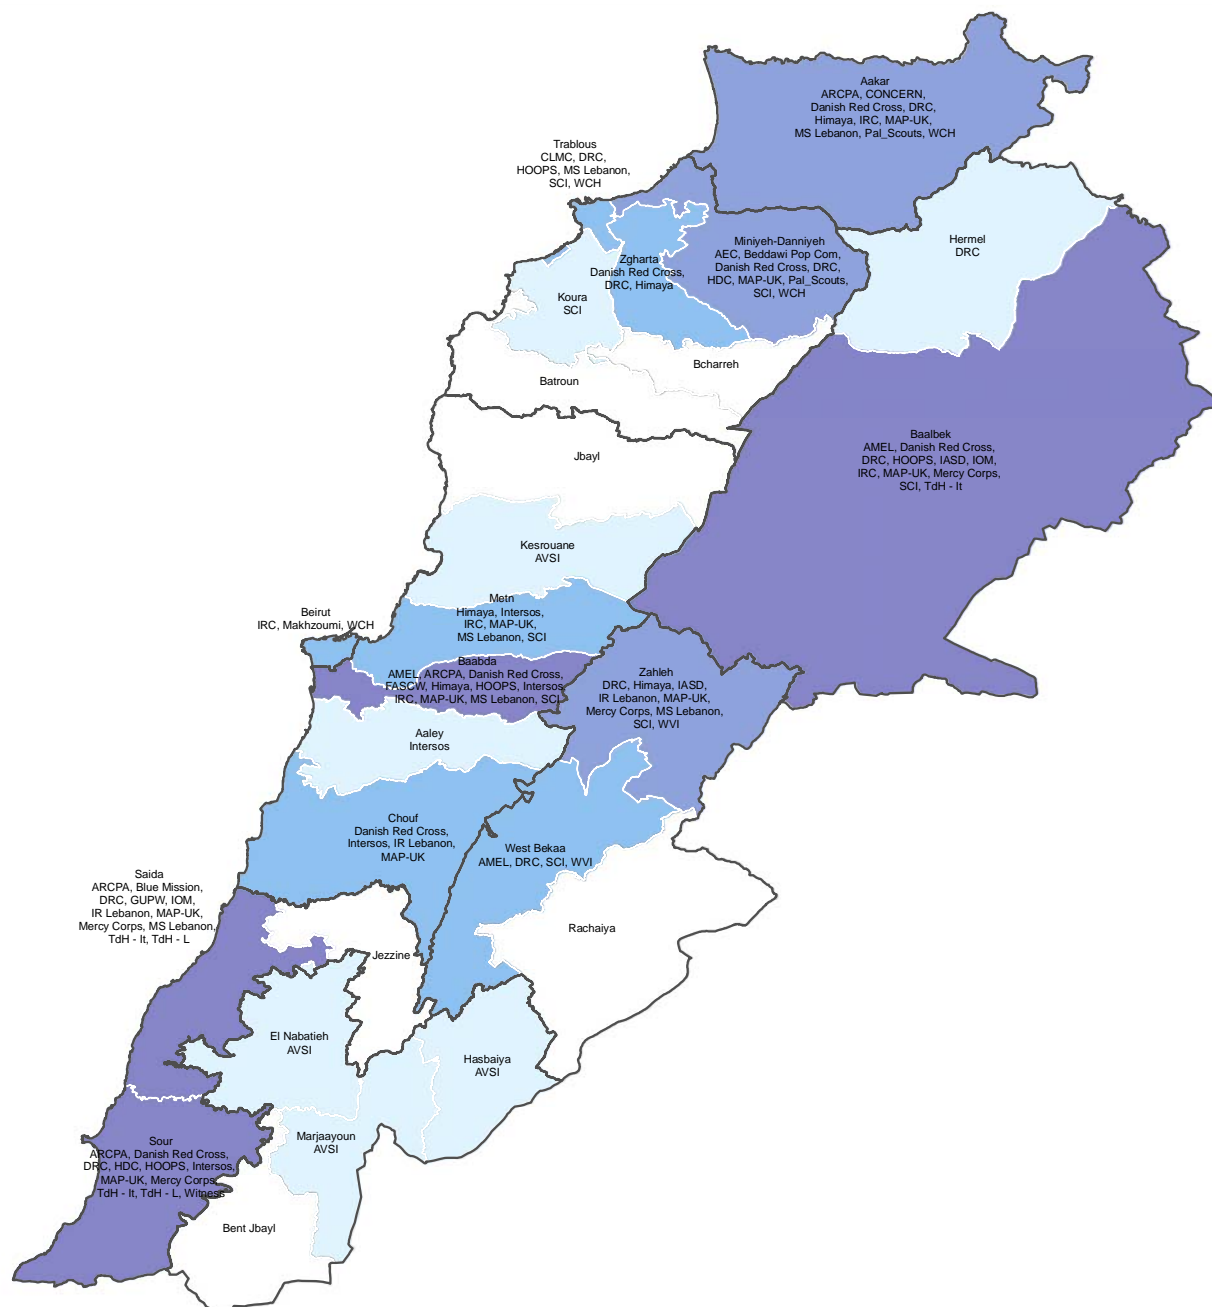 Aakar
ARCPA, CONCERN,
Danish Red Cross, DRC,
Himaya, IRC, MAP-UK,
MS Lebanon, Pal_Scouts, WCH
Trablous
CLMC, DRC,
HOOPS, MS Lebanon,
SCI, WCH
Hermel
DRC
Miniyeh-Danniyeh
AEC, Beddawi Pop Com,
Danish Red Cross, DRC,
HDC, MAP-UK, Pal_Scouts,
SCI, WCH
Zgharta
Danish Red Cross,
DRC, Himaya
Koura
SCI
Bcharreh
Batroun
Baalbek
AMEL, Danish Red Cross,
DRC, HOOPS, IASD, IOM,
IRC, MAP-UK, Mercy Corps,
SCI, TdH - It
Jbayl
Kesrouane
AVSI
Metn
Himaya, Intersos,
IRC, MAP-UK,
MS Lebanon, SCI
Beirut
IRC, Makhzoumi, WCH
Baabda
AMEL, ARCPA, Danish Red Cross,
FASCW, Himaya, HOOPS, Intersos,
IRC, MAP-UK, MS Lebanon, SCI
Zahleh
DRC, Himaya, IASD,
IR Lebanon, MAP-UK,
Mercy Corps, MS Lebanon,
SCI, WVI
Aaley
Intersos
Chouf
Danish Red Cross,
Intersos, IR Lebanon,
MAP-UK
West Bekaa
AMEL, DRC, SCI, WVI
Saida
ARCPA, Blue Mission,
DRC, GUPW, IOM,
IR Lebanon, MAP-UK,
Mercy Corps, MS Lebanon,
TdH - It, TdH - L
Rachaiya
Jezzine
El Nabatieh
AVSI
Hasbaiya
AVSI
Marjaayoun
AVSI
Sour
ARCPA, Danish Red Cross,
DRC, HDC, HOOPS, Intersos,
MAP-UK, Mercy Corps,
TdH - It, TdH - L, Witness
Bent Jbayl